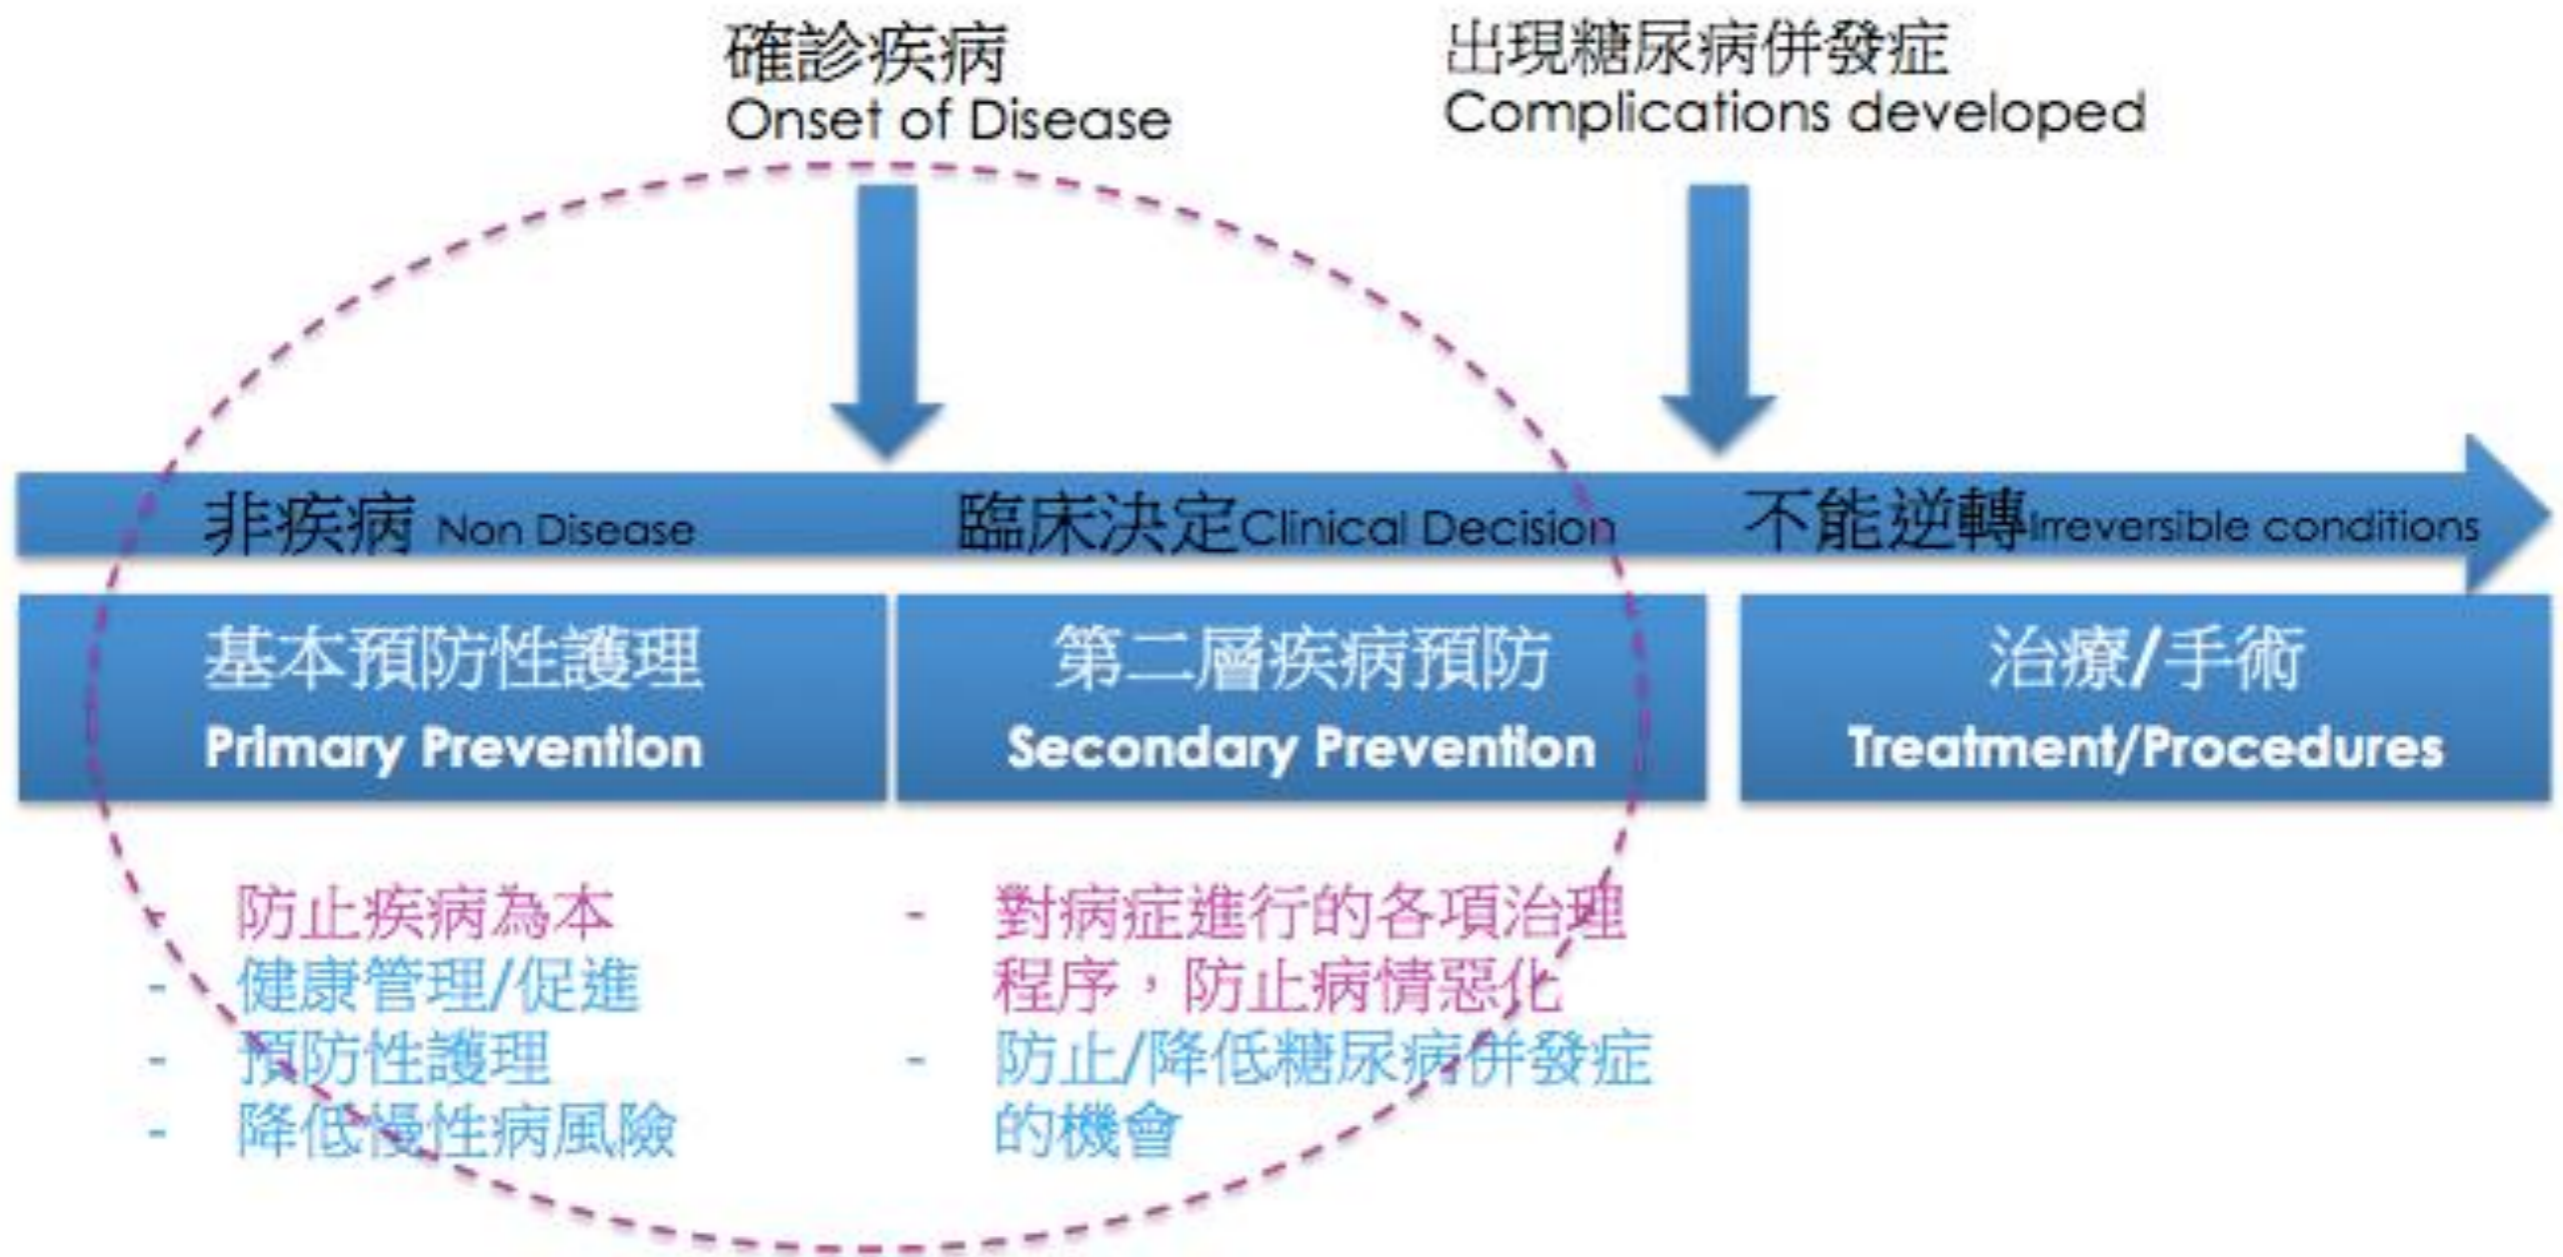 確診疾病
Onset of Disease
出現糖尿病併發症
Complications developed
非疾病 Non Disease
臨床決定Clinical Decision
不能逆轉Irreversible conditions
基本預防性護理
Primary Prevention
第二層疾病預防
Secondary Prevention
治療/手術
Treatment/Procedures
- 防止疾病為本
- 健康管理/促進
- 預防性護理
- 降低慢性病風險
- 對病症進行的各項治理
程序，防止病情惡化
- 防止/降低糖尿病併發症
的機會